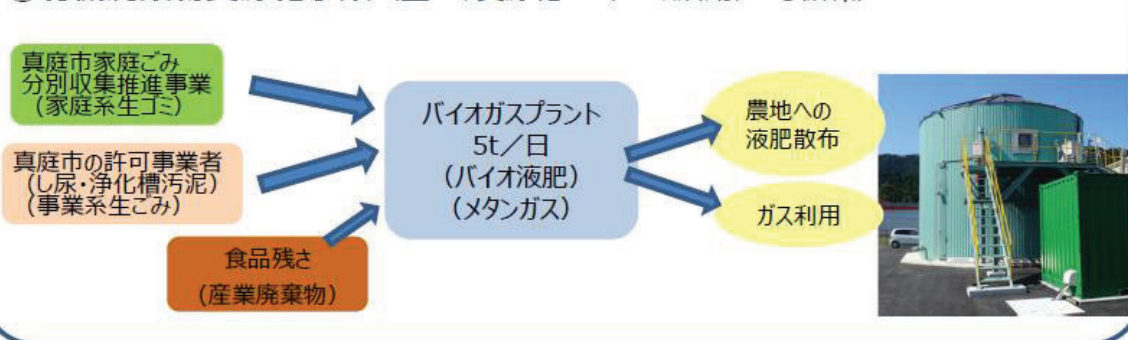 真庭市家庭ごみ
分別収集推進事業
(家庭系生ゴミ)
真庭市の許可事業者
(し尿・浄化槽汚泥)
(事業系生ごみ)
食品残さ
(産業廃棄物)
バイオガスプラント
5t/日
(バイオ液肥)
(メタンガス)
農地への
液肥散布
ガス利用